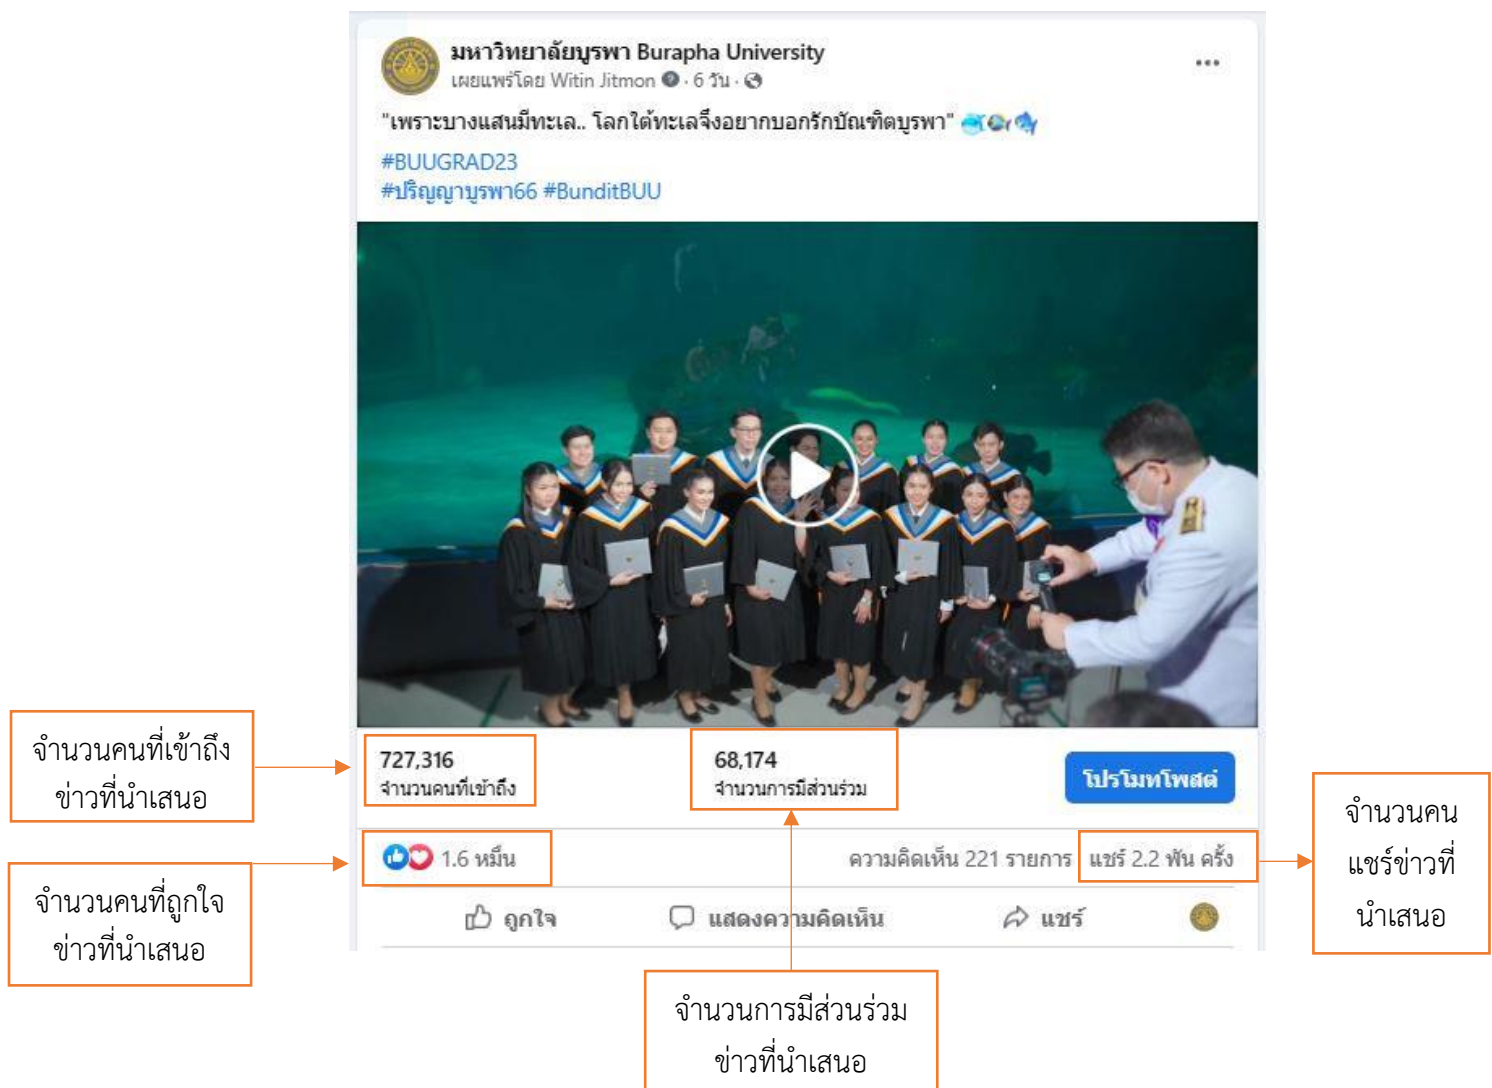 มหาวิทยาลัยบูรพา Burapha University
เผยแพร่โดย Witin Jitmon · 6 วัน ·
"เพราะบางแสนมีทะเล.. โลกใต้ทะเลจึงอยากบอกรักบัณฑิตบูรพา"
#BUUGRAD23
#ปริญญาบูรพา66 #BunditBUU
จำนวนคนที่เข้าถึง
ข่าวที่นำเสนอ
727,316
จำนวนคนที่เข้าถึง
68,174
จำนวนการมีส่วนร่วม
โปรโมทโพสต์
จำนวนคนที่ถูกใจ
ข่าวที่นำเสนอ
1.6 หมื่น
ความคิดเห็น 221 รายการ
แชร์ 2.2 พัน ครั้ง
จำนวนคน
แชร์ข่าวที่
นำเสนอ
ถูกใจ
แสดงความคิดเห็น
แชร์
จำนวนการมีส่วนร่วม
ข่าวที่นำเสนอ